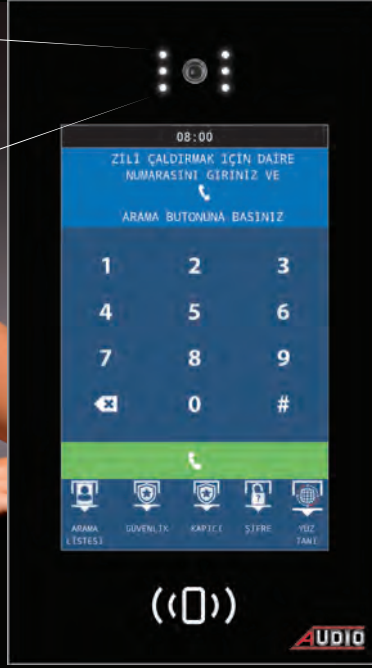 08:00
ZİLİ ÇALDIRMAK İÇİN DAİRE
NUMARASINI GİRİNİZ VE
ARAMA BUTONUNA BASINIZ
1 2 3
4 5 6
7 8 9
0 #
ARAMA GÜVENLİK KAPICI ŞİFRE YÜZ
LİSTESİ TANI
AUDIO